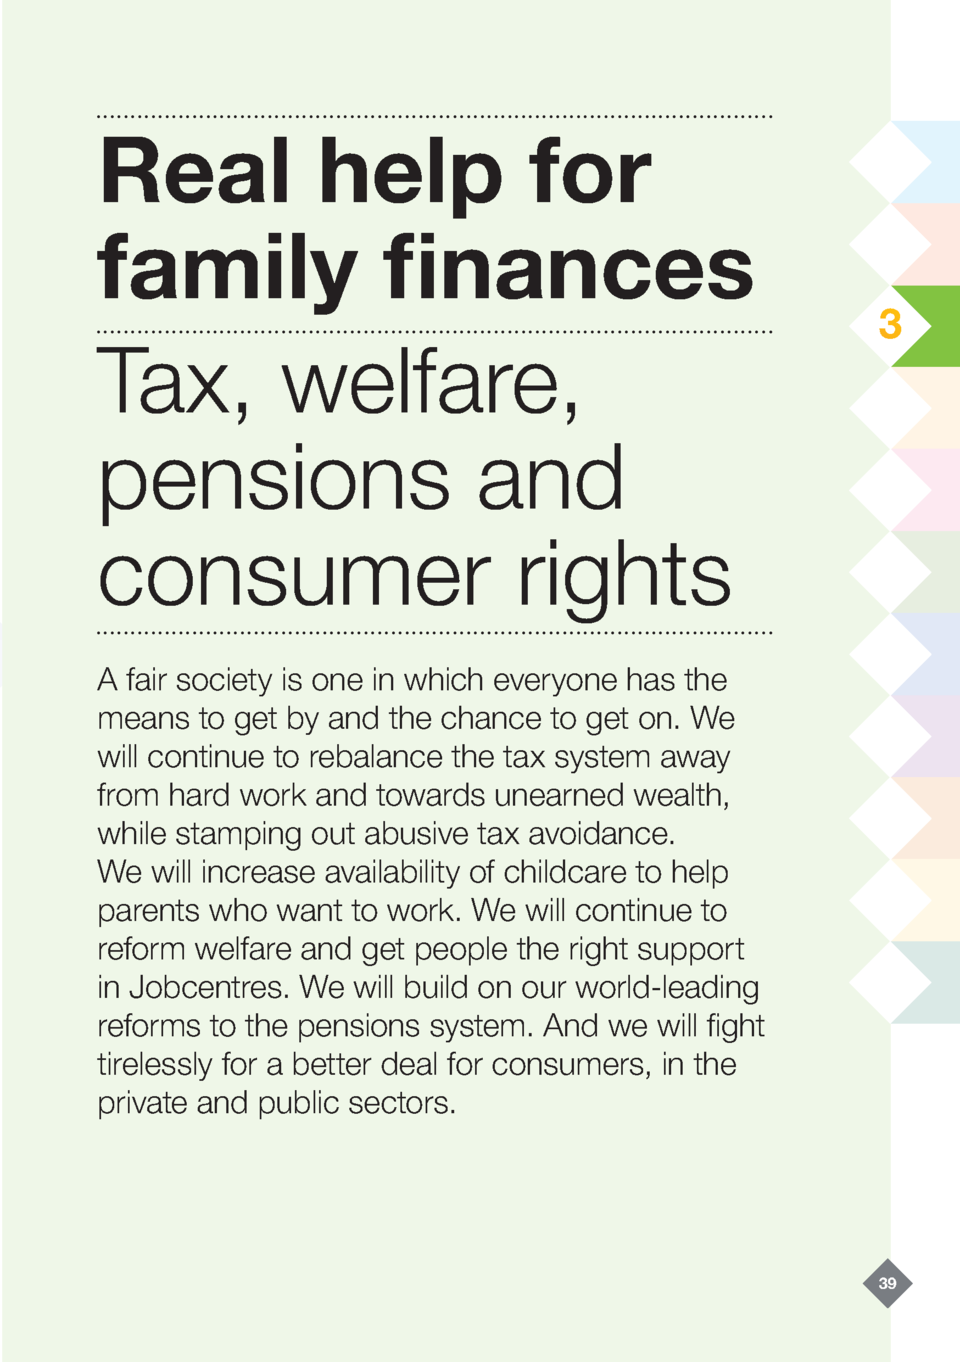 Real help for
family finances
3
Tax, welfare,
pensions and
consumer rights
A fair society is one in which everyone has the
means to get by and the chance to get on. We
will continue to rebalance the tax system away
from hard work and towards unearned wealth,
while stamping out abusive tax avoidance.
We will increase availability of childcare to help
parents who want to work. We will continue to
reform welfare and get people the right support
in Jobcentres. We will build on our world-leading
reforms to the pensions system. And we will fight
tirelessly for a better deal for consumers, in the
private and public sectors.
39